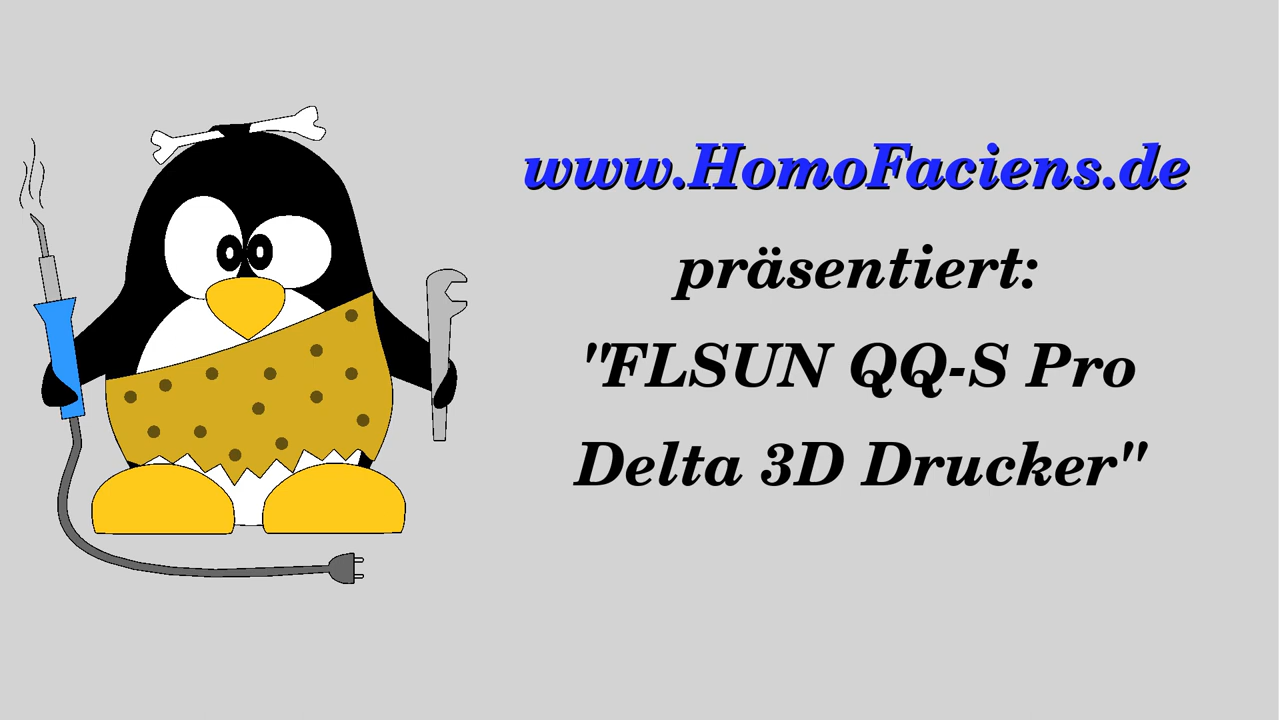 www.HomoFaciens.de
präsentiert:
"FLSUN QQ-S Pro
Delta 3D Drucker"